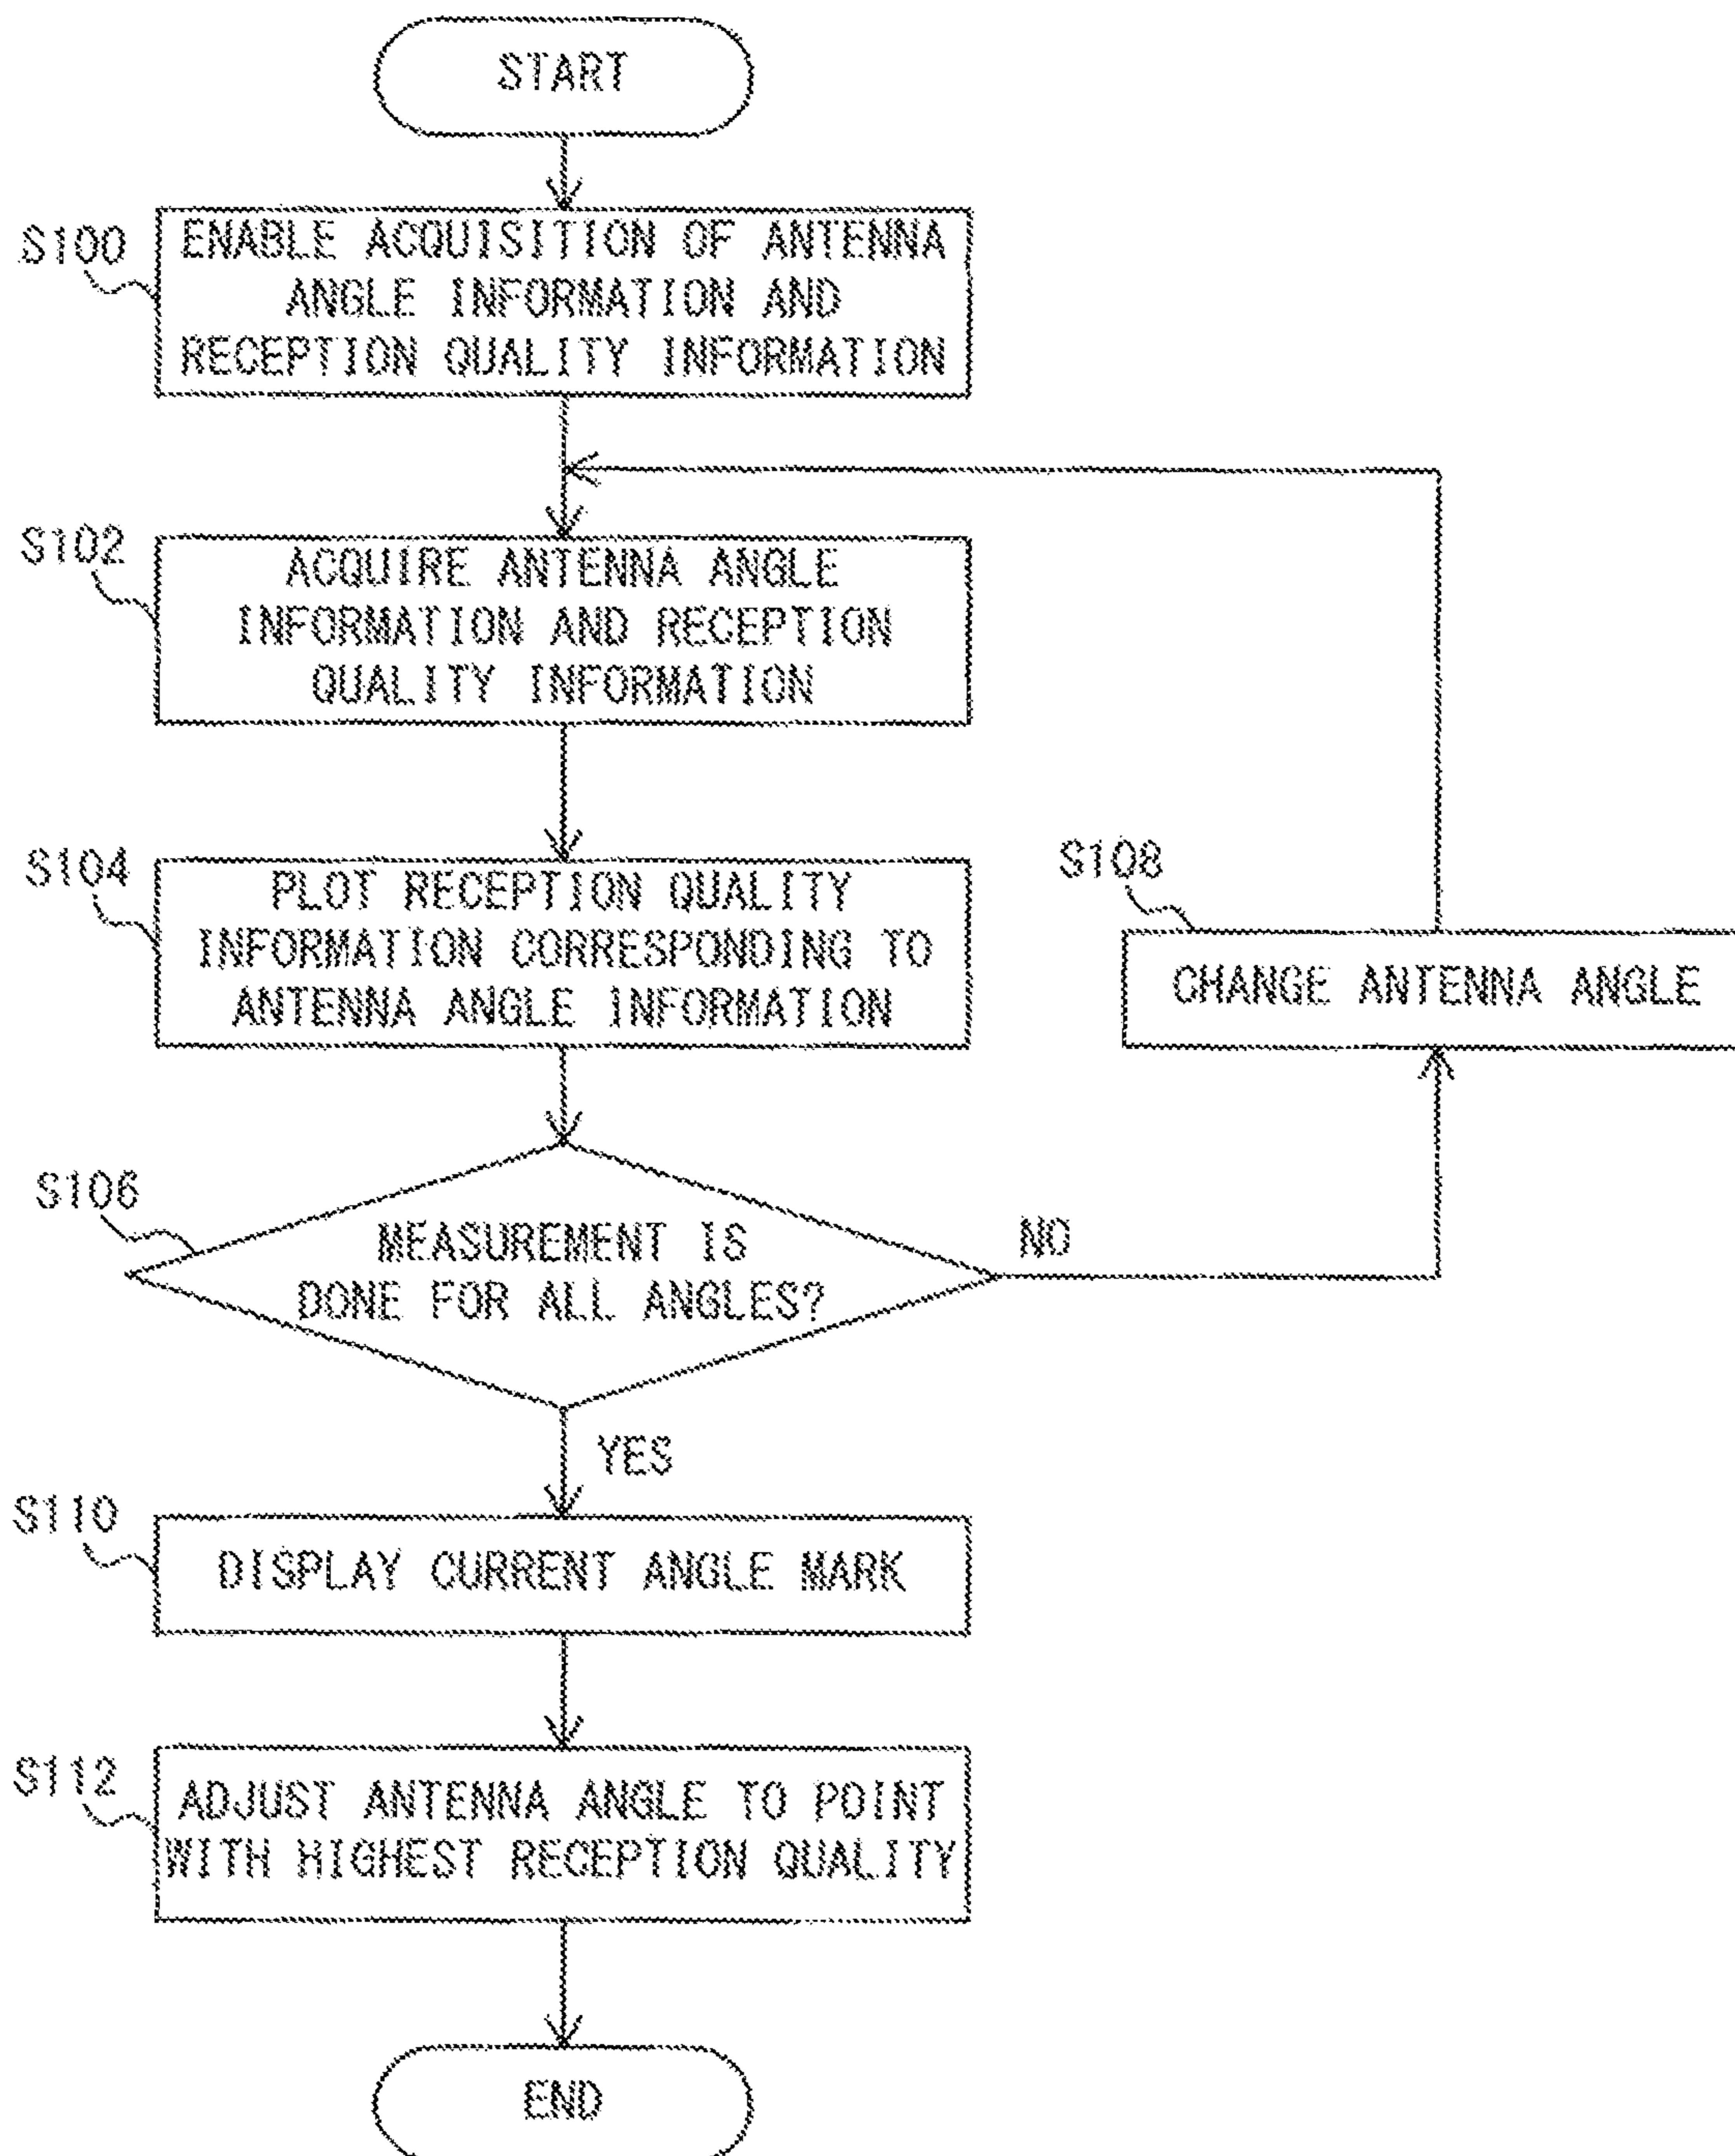 START
S100
ENABLE ACQUISITION OF ANTENNA
ANGLE INFORMATION AND
RECEPTION QUALITY INFORMATION
S102
ACQUIRE ANTENNA ANGLE
INFORMATION AND RECEPTION
QUALITY INFORMATION
S104
PLOT RECEPTION QUALITY
INFORMATION CORRESPONDING TO
ANTENNA ANGLE INFORMATION
S108
CHANGE ANTENNA ANGLE
S106
MEASUREMENT IS
DONE FOR ALL ANGLES?
NO
YES
S110
DISPLAY CURRENT ANGLE MARK
S112
ADJUST ANTENNA ANGLE TO POINT
WITH HIGHEST RECEPTION QUALITY
END